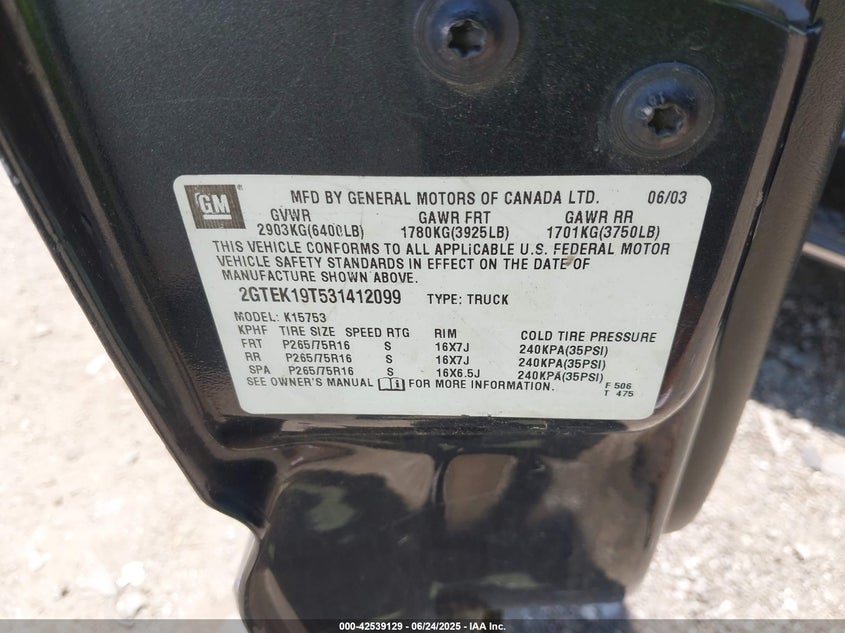 GM® MFD BY GENERAL MOTORS OF CANADA LTD. 06/03
GVWR GAWR FRT GAWR RR
2903KG(6400LB) 1780KG(3925LB) 1701KG(3750LB)
THIS VEHICLE CONFORMS TO ALL APPLICABLE U.S. FEDERAL MOTOR
VEHICLE SAFETY STANDARDS IN EFFECT ON THE DATE OF
MANUFACTURE SHOWN ABOVE.
2GTEK19T531412099 TYPE: TRUCK
MODEL: K15753
KPHF TIRE SIZE SPEED RTG RIM COLD TIRE PRESSURE
FRT P265/75R16 S 16X7J 240KPA(35PSI)
RR P265/75R16 S 16X7J 240KPA(35PSI)
SPA P265/75R16 S 16X6.5J 240KPA(35PSI)
SEE OWNER'S MANUAL FOR MORE INFORMATION.
F 506
T 475
000-42539129 - 06/24/2025 - IAA Inc.